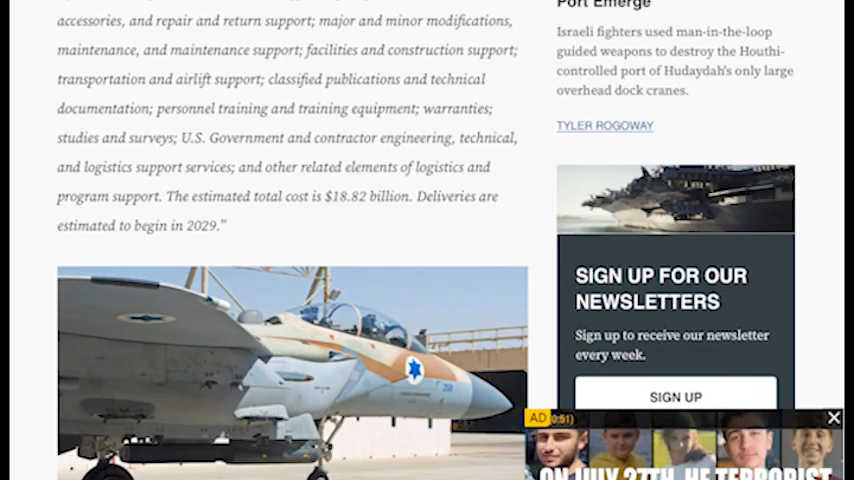 accessories, and repair and return support; major and minor modifications,
maintenance, and maintenance support; facilities and construction support;
transportation and airlift support; classified publications and technical
documentation; personnel training and training equipment; warranties;
studies and surveys; U.S. Government and contractor engineering, technical,
and logistics support services; and other related elements of logistics and
program support. The estimated total cost is $18.82 billion. Deliveries are
estimated to begin in 2029.”
Port Emerge
Israeli fighters used man-in-the-loop
guided weapons to destroy the Houthi-
controlled port of Hudaydah's only large
overhead dock cranes.
TYLER ROGOWAY
SIGN UP FOR OUR
NEWSLETTERS
Sign up to receive our newsletter
every week.
SIGN UP
AD (0:51)
ON JULY 27TH, HE TERRORIST